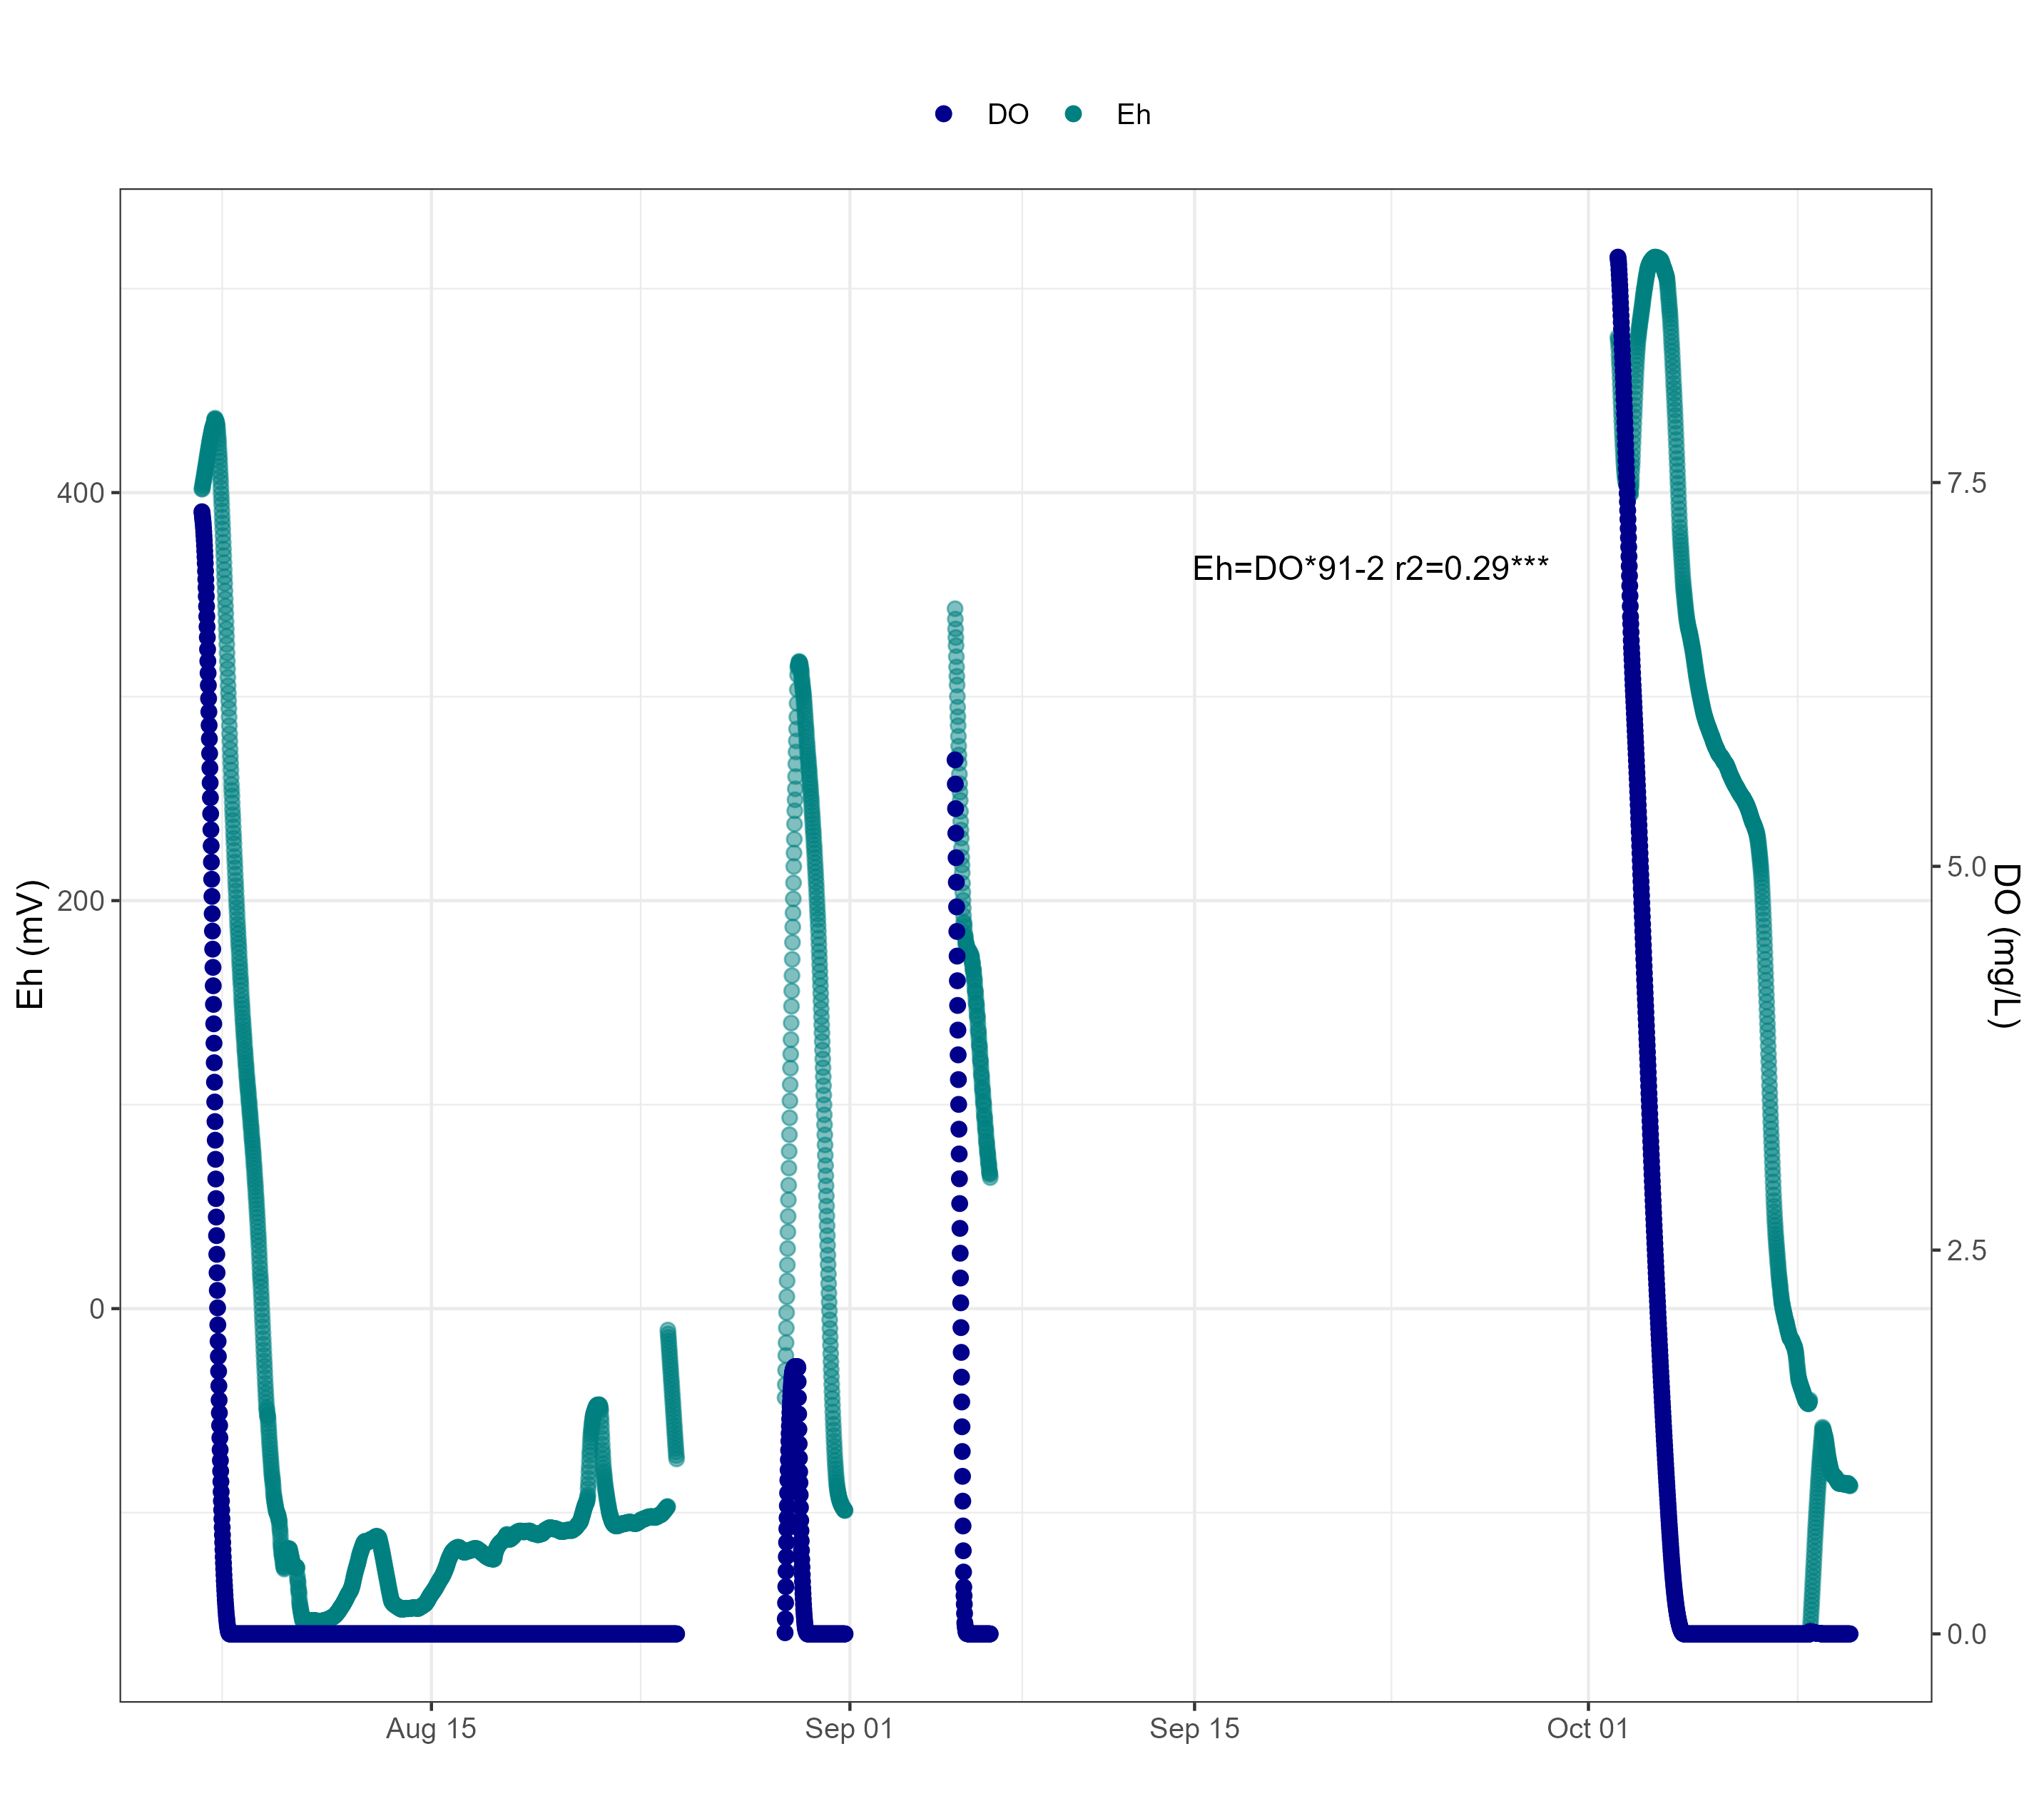 DO Eh
400
200
0
Eh (mV)
Eh=DO*91-2 r2=0.29***
7.5
5.0
2.5
0.0
DO (mg/L)
Aug 15 Sep 01 Sep 15 Oct 01